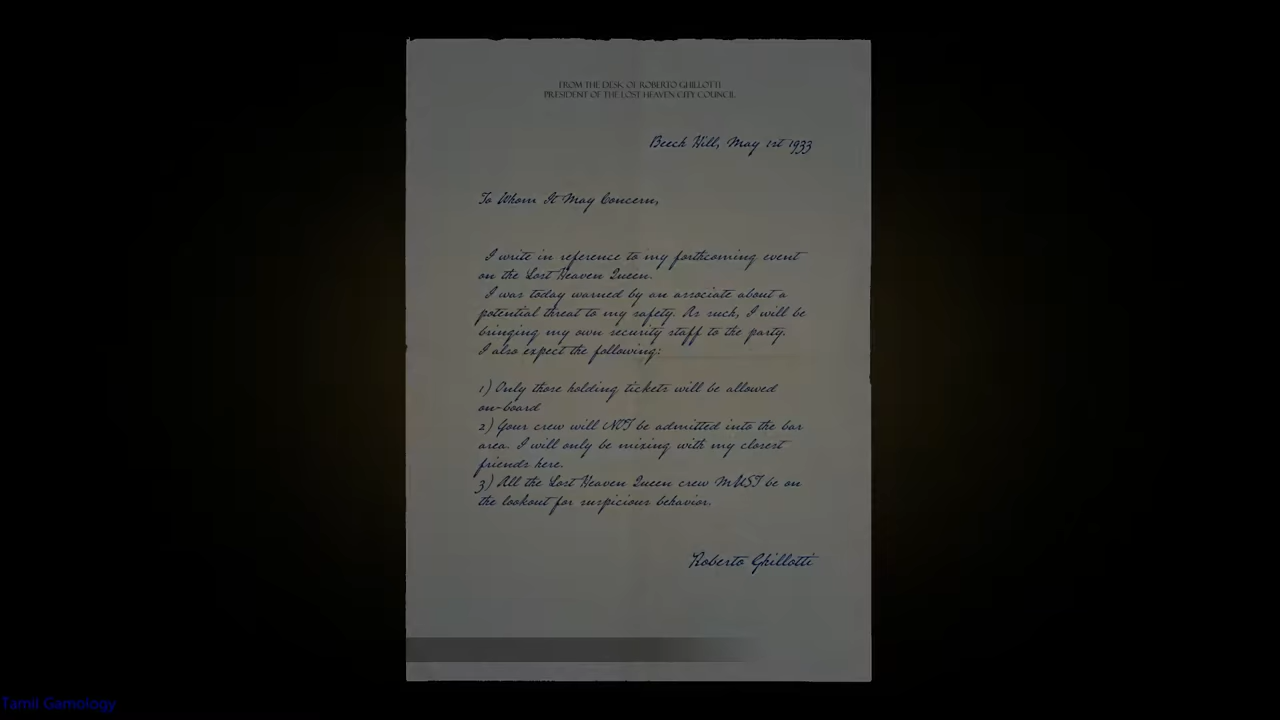 FROM THE DESK OF ROBERTO GHILLOTTI
PRESIDENT OF THE LOST HEAVEN CITY COUNCIL
Beech Hill, May 1st 1933
To Whom It May Concern,
I write in reference to my forthcoming event
on the Lost Heaven Queen.
I was today warned by an associate about a
potential threat to my safety. As such, I will be
bringing my own security staff to the party.
I also expect the following:
1) Only those holding tickets will be allowed
on-board
2) Your crew will NOT be admitted into the bar
area. I will only be mixing with my closest
friends here.
3) All the Lost Heaven Queen crew MUST be on
the lookout for suspicious behavior.
Roberto Ghillotti
Tamil Gamology